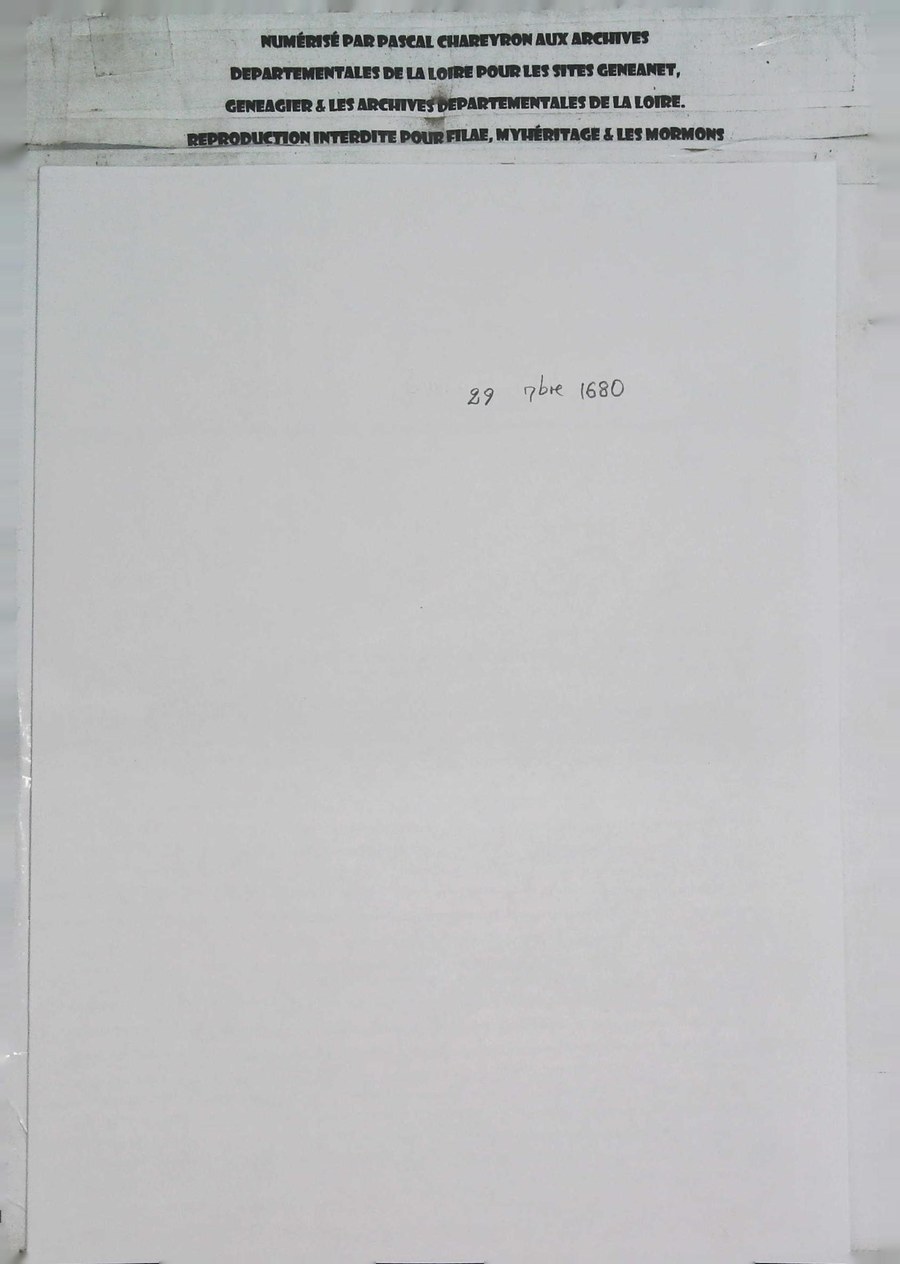 NUMÉRISÉ PAR PASCAL CHAREYRON AUX ARCHIVES
DEPARTEMENTALES DE LA LOIRE POUR LES SITES GENEANET,
GENEAGIER & LES ARCHIVES DEPARTEMENTALES DE LA LOIRE.
REPRODUCTION INTERDITE POUR FILAE, MYHÉRITAGE & LES MORMONS
29 7bre 1680